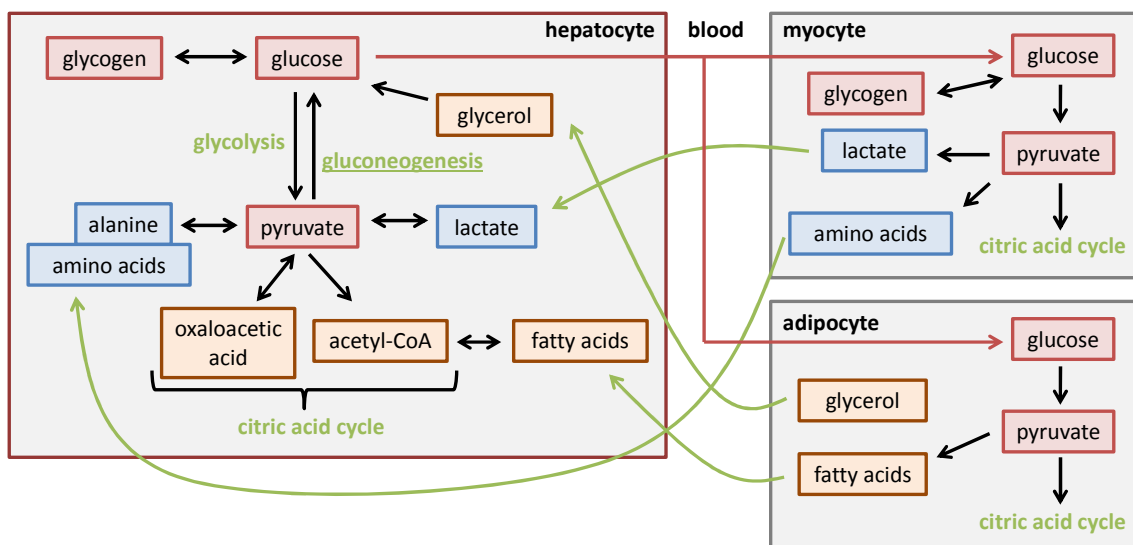 hepatocyte
blood
myocyte
glycogen
glucose
glycerol
glycolysis
gluconeogenesis
alanine
amino acids
pyruvate
lactate
oxaloacetic
acid
acetyl-CoA
fatty acids
citric acid cycle
glucose
glycogen
lactate
pyruvate
amino acids
citric acid cycle
adipocyte
glucose
glycerol
pyruvate
fatty acids
citric acid cycle